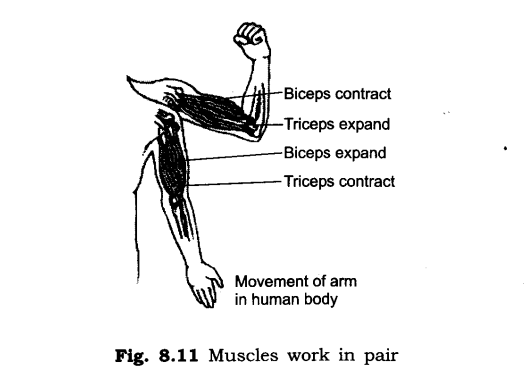 Biceps contract
Triceps expand
Biceps expand
Triceps contract
Movement of arm
in human body
Fig. 8.11 Muscles work in pair